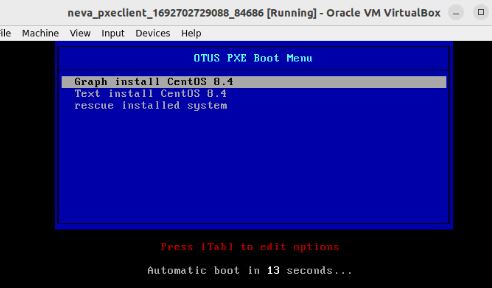 neva_pxeclient_1692702729088_84686 [Running] - Oracle VM VirtualBox
File Machine View Input Devices Help
OTUS PXE Boot Menu
Graph install CentOS 8.4
Text install CentOS 8.4
rescue installed system
Press [Tab] to edit options
Automatic boot in 13 seconds...